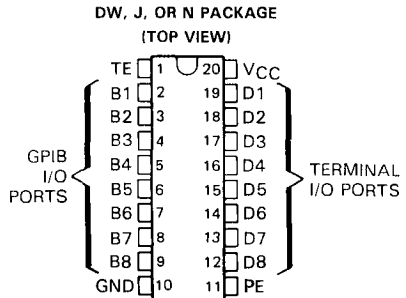 DW, J, OR N PACKAGE
(TOP VIEW)
TE 1 20 VCC
B1 2 19 D1
B2 3 18 D2
B3 4 17 D3
B4 5 16 D4
B5 6 15 D5
B6 7 14 D6
B7 8 13 D7
B8 9 12 D8
GND 10 11 PE
GPIB
I/O
PORTS
TERMINAL
I/O PORTS